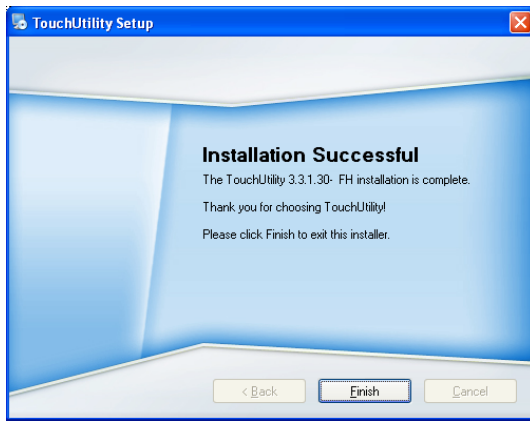 TouchUtility Setup
Installation Successful
The TouchUtility 3.3.1.30- FH installation is complete.
Thank you for choosing TouchUtility!
Please click Finish to exit this installer.
< Back
Finish
Cancel